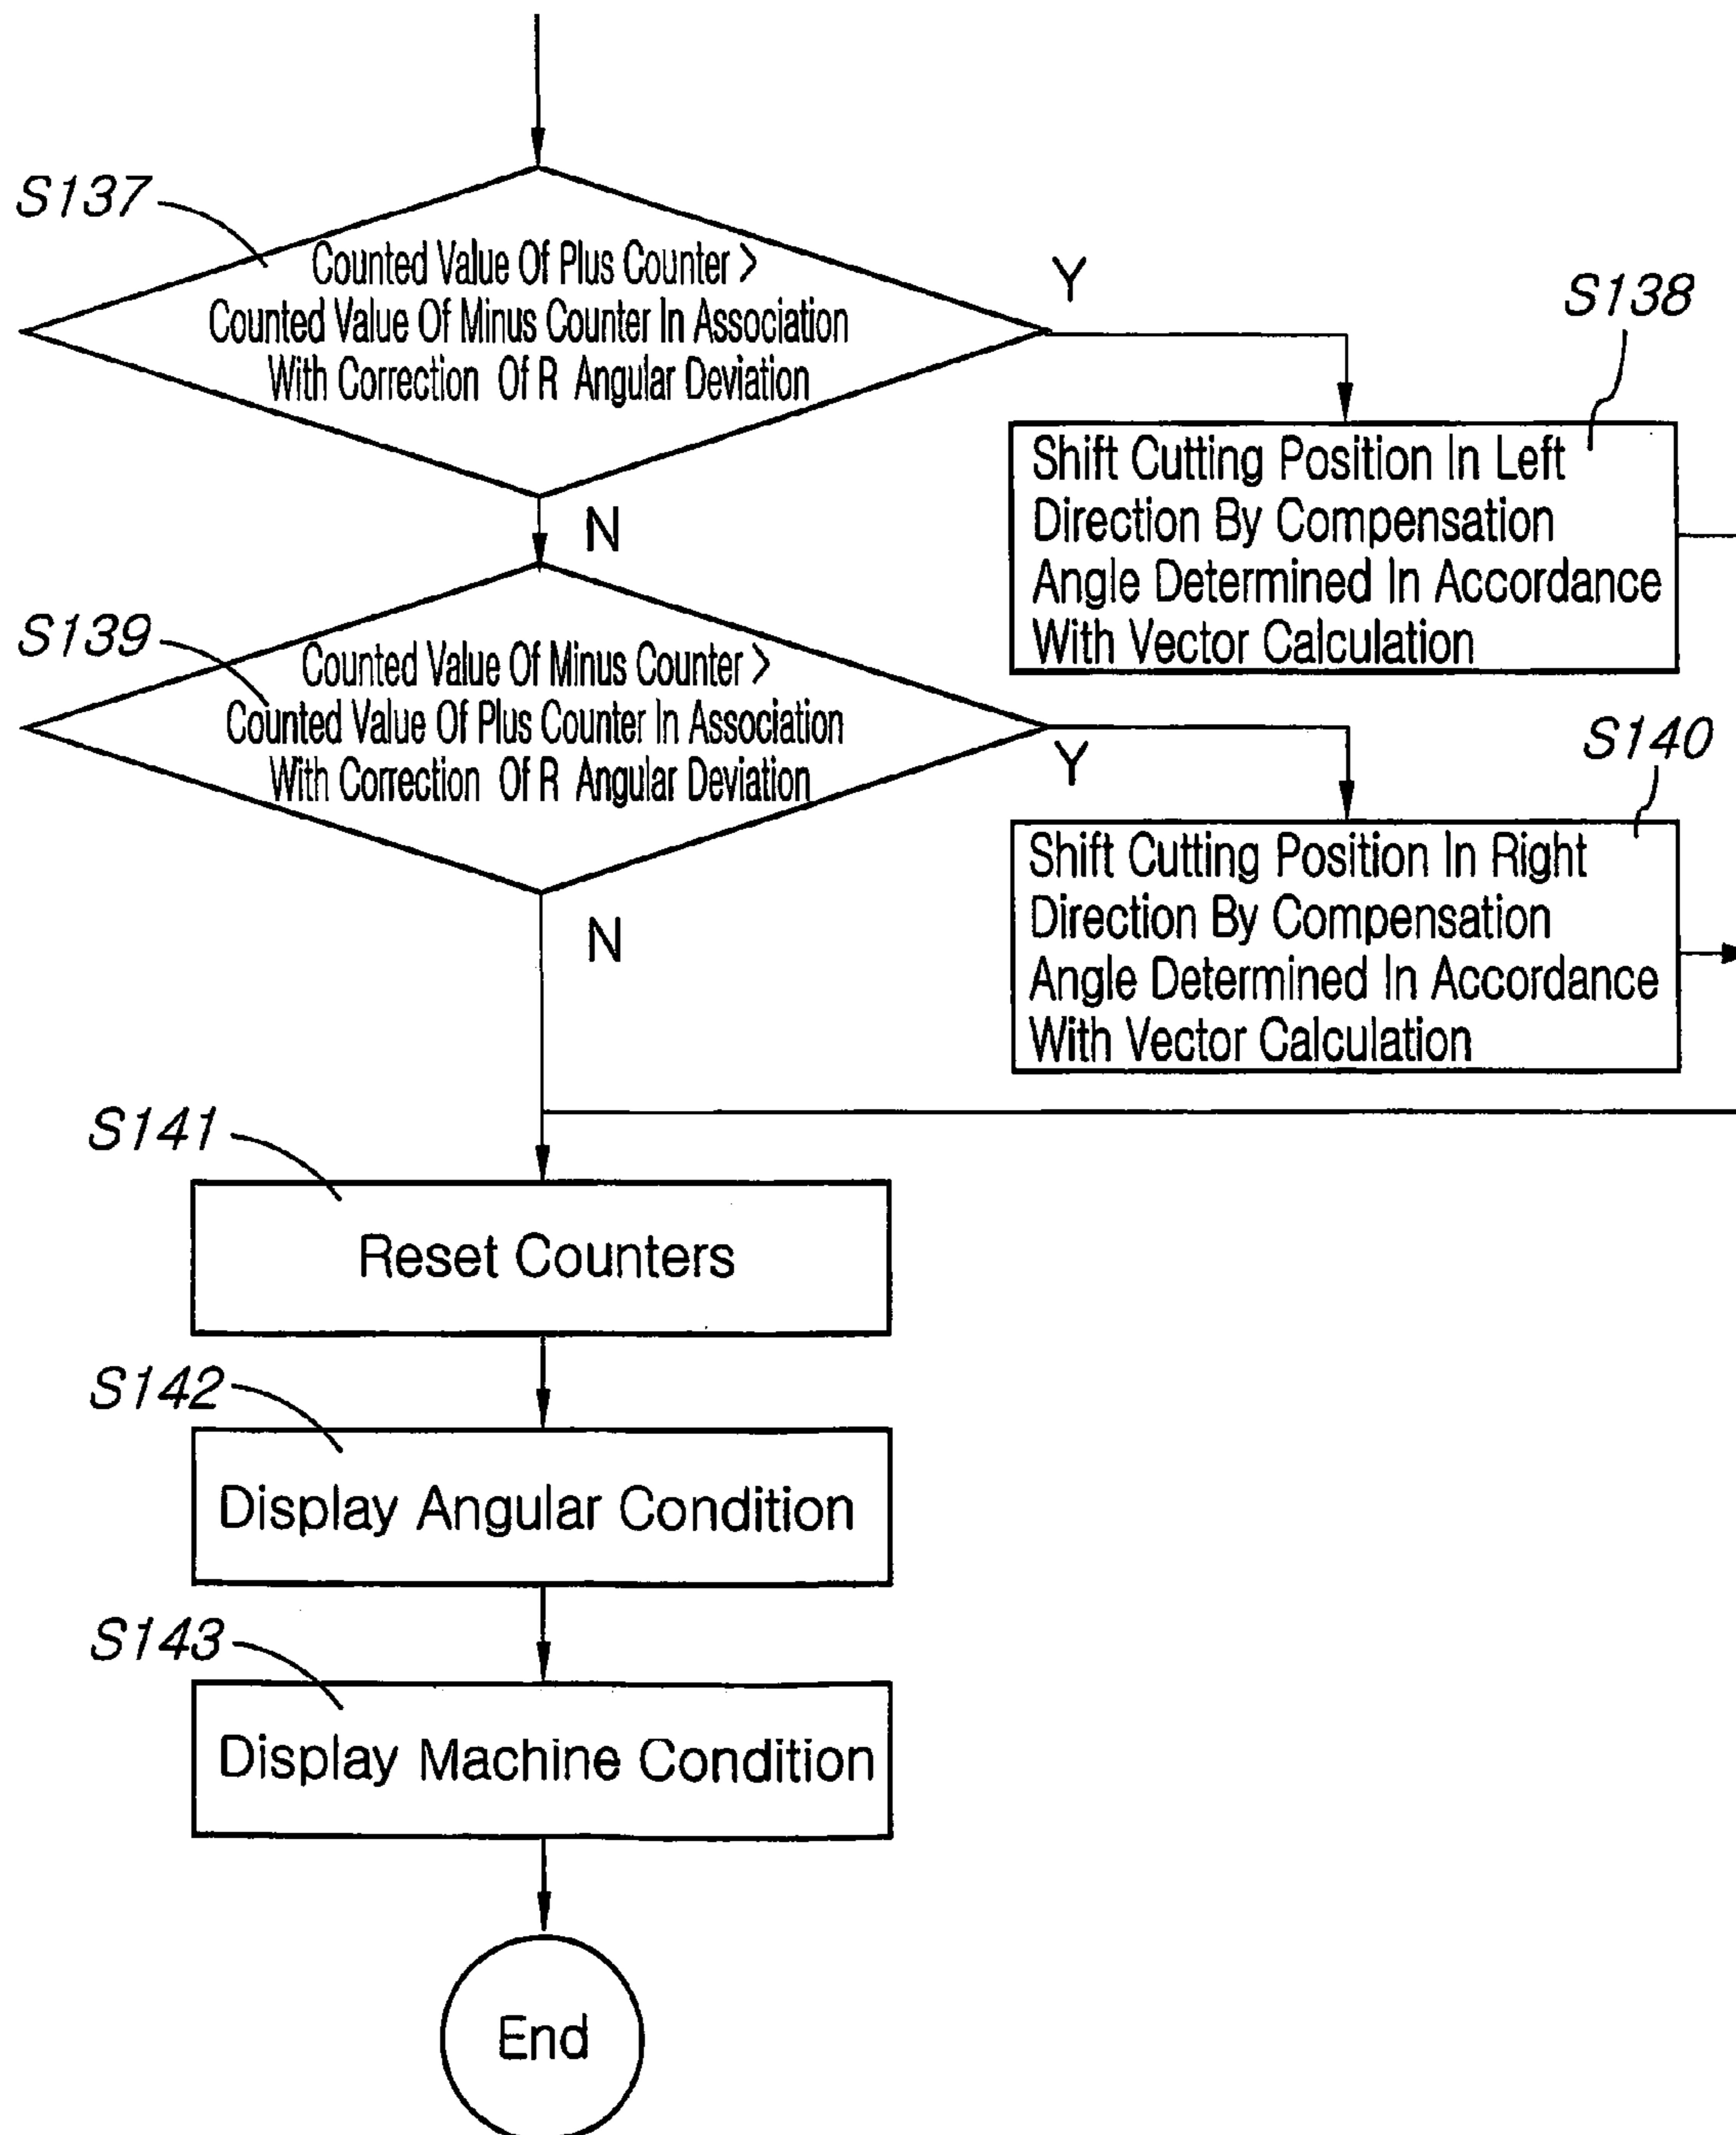 S137
Counted Value Of Plus Counter >
Counted Value Of Minus Counter In Association
With Correction Of R Angular Deviation
Y
S138
Shift Cutting Position In Left
Direction By Compensation
Angle Determined In Accordance
With Vector Calculation
N
S139
Counted Value Of Minus Counter >
Counted Value Of Plus Counter In Association
With Correction Of R Angular Deviation
Y
S140
Shift Cutting Position In Right
Direction By Compensation
Angle Determined In Accordance
With Vector Calculation
N
S141
Reset Counters
S142
Display Angular Condition
S143
Display Machine Condition
End